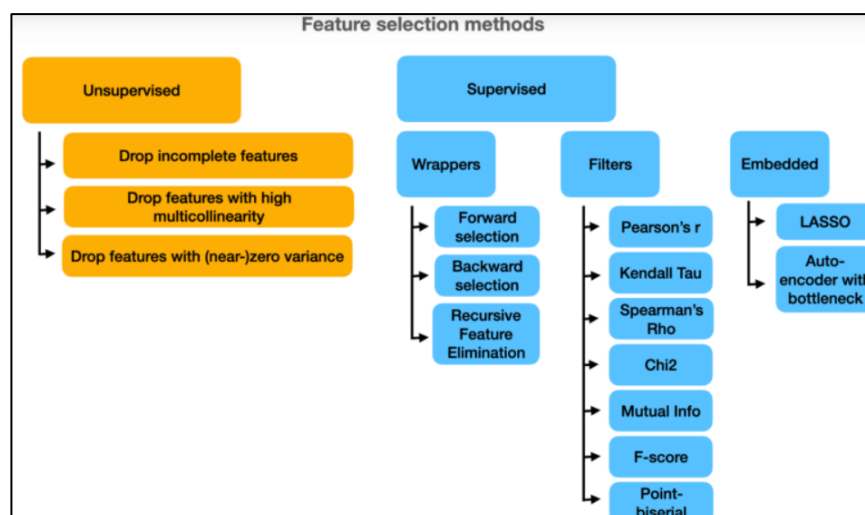 Feature selection methods
Unsupervised
Drop incomplete features
Drop features with high
multicollinearity
Drop features with (near-)zero variance
Supervised
Wrappers
Forward
selection
Backward
selection
Recursive
Feature
Elimination
Filters
Pearson's r
Kendall Tau
Spearman's
Rho
Chi2
Mutual Info
F-score
Point-
biserial
Embedded
LASSO
Auto-
encoder with
bottleneck